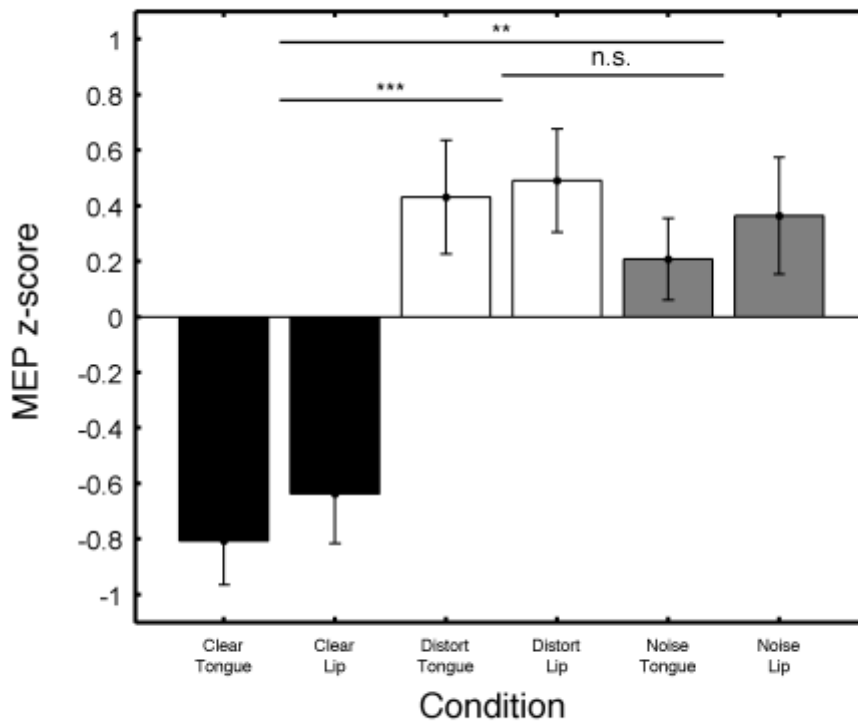 1
**
n.s.
0.8
***
0.6
0.4
0.2
0
-0.2
-0.4
-0.6
-0.8
-1
MEP z-score
Clear Tongue
Clear Lip
Distort Tongue
Distort Lip
Noise Tongue
Noise Lip
Condition